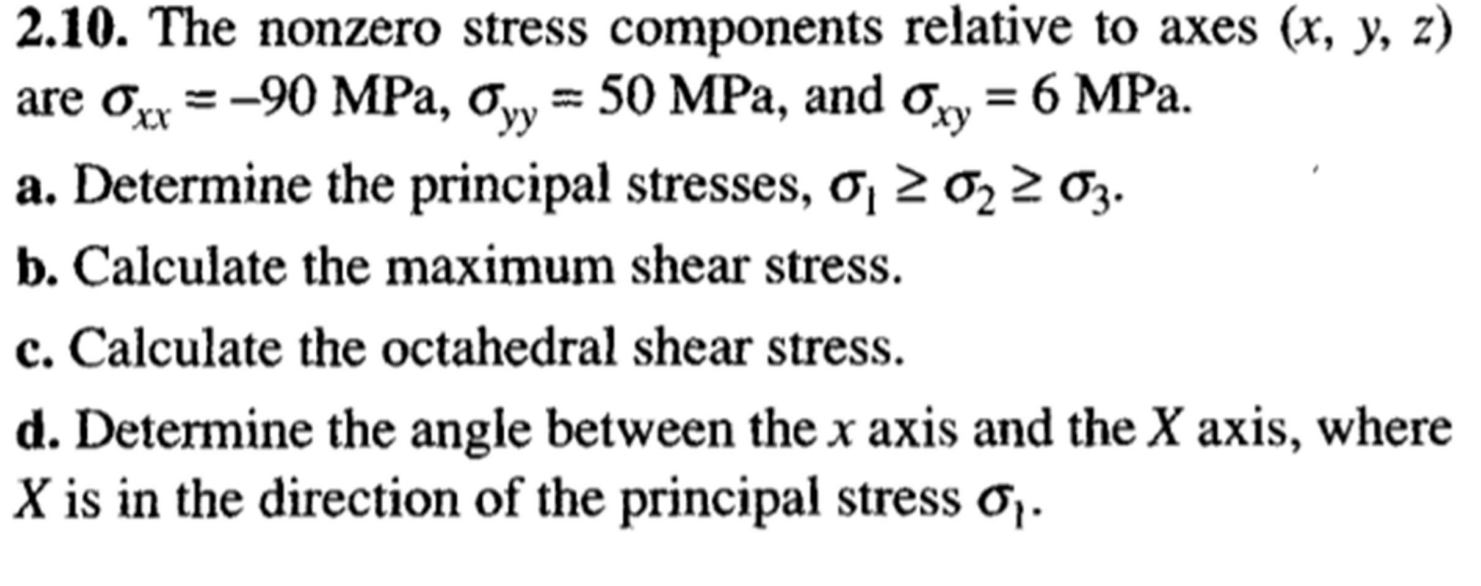 2.10. The nonzero stress components relative to axes (x, y, z)
are σxx = –90 MPa, σyy = 50 MPa, and σxy = 6 MPa.
a. Determine the principal stresses, σ1 ≥ σ2 ≥ σ3.
b. Calculate the maximum shear stress.
c. Calculate the octahedral shear stress.
d. Determine the angle between the x axis and the X axis, where
X is in the direction of the principal stress σ1.